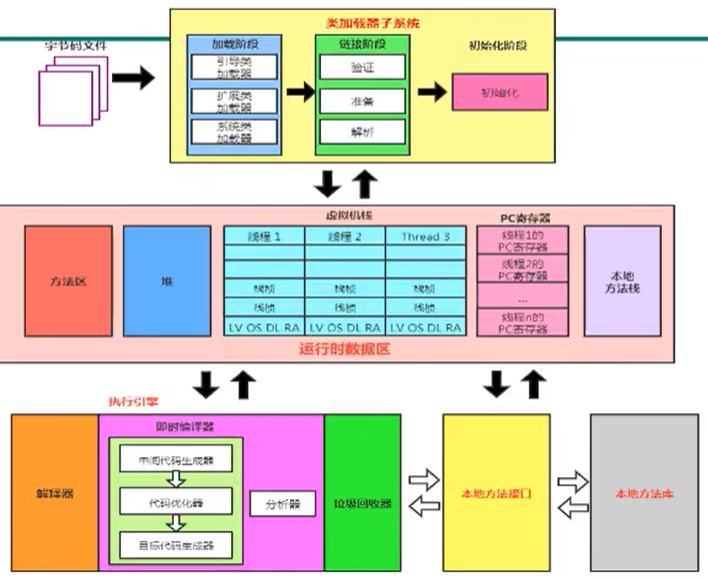 类加载器子系统
字节码文件
加载阶段
引导类
加载器
扩展类
加载器
系统类
加载器
链接阶段
验证
准备
解析
初始化阶段
初始化
虚拟机栈
线程 1
线程 2
Thread 3
栈桢
栈桢
栈桢
栈桢
栈桢
栈桢
LV OS DL RA
LV OS DL RA
LV OS DL RA
PC寄存器
线程1的
PC寄存器
线程2的
PC寄存器
...
线程n的
PC寄存器
方法区
堆
本地
方法栈
运行时数据区
执行引擎
解释器
即时编译器
中间代码生成器
代码优化器
目标代码生成器
分析器
垃圾回收器
本地方法接口
本地方法库